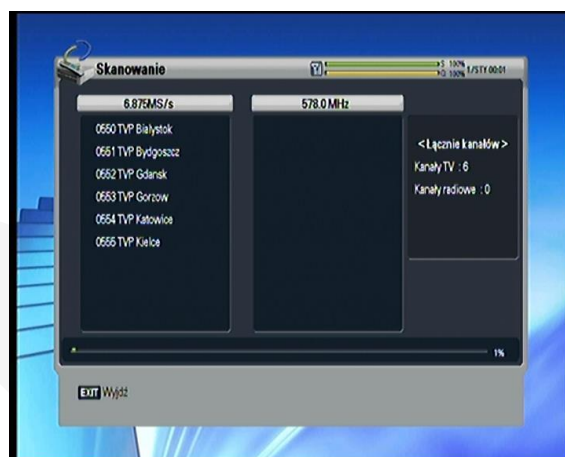 Skanowanie
S 100%
Q 100%
1/STY 00:01
6.875MS/s
578.0 MHz
0550 TVP Bialystok
0551 TVP Bydgoszcz
0552 TVP Gdansk
0553 TVP Gorzow
0554 TVP Katowice
0555 TVP Kielce
<Łącznie kanałów>
Kanały TV : 6
Kanały radiowe : 0
1%
EXIT Wyjdź